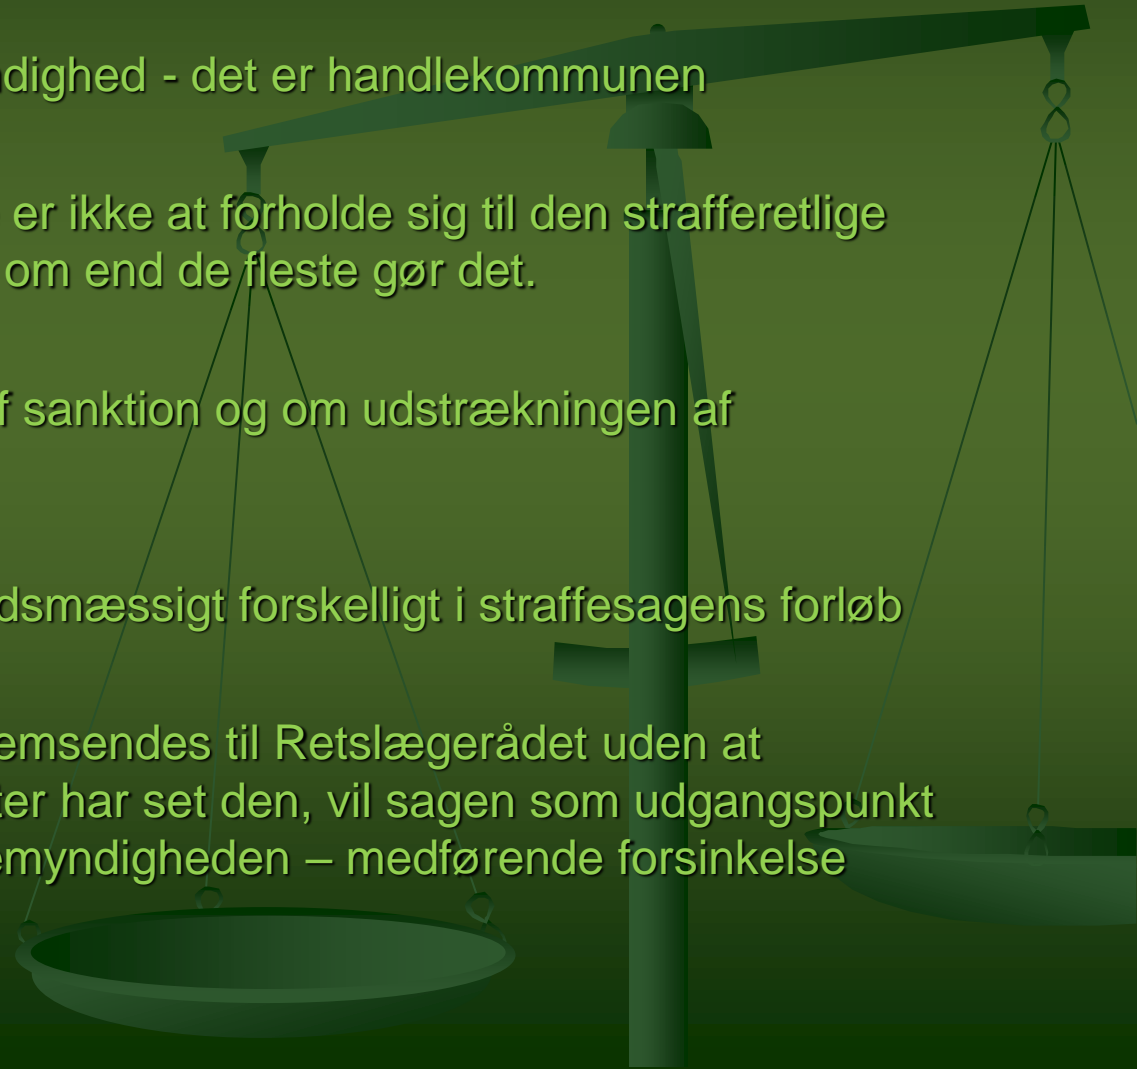 dighed - det er handlekommunen
er ikke at forholde sig til den strafferetlige
om end de fleste gør det.
sanktion og om udstrækningen af
dsmæssigt forskelligt i straffesagens forløb
emsendes til Retslægerådet uden at
ter har set den, vil sagen som udgangspunkt
emyndigheden – medførende forsinkelse